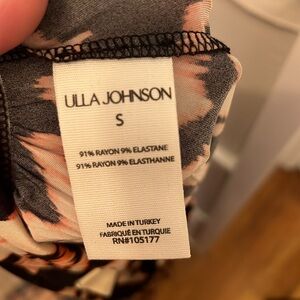 ULLA JOHNSON
S
91% RAYON 9% ELASTANE
91% RAYON 9% ELASTHANNE
MADE IN TURKEY
FABRIQUÉ EN TURQUIE
RN#105177